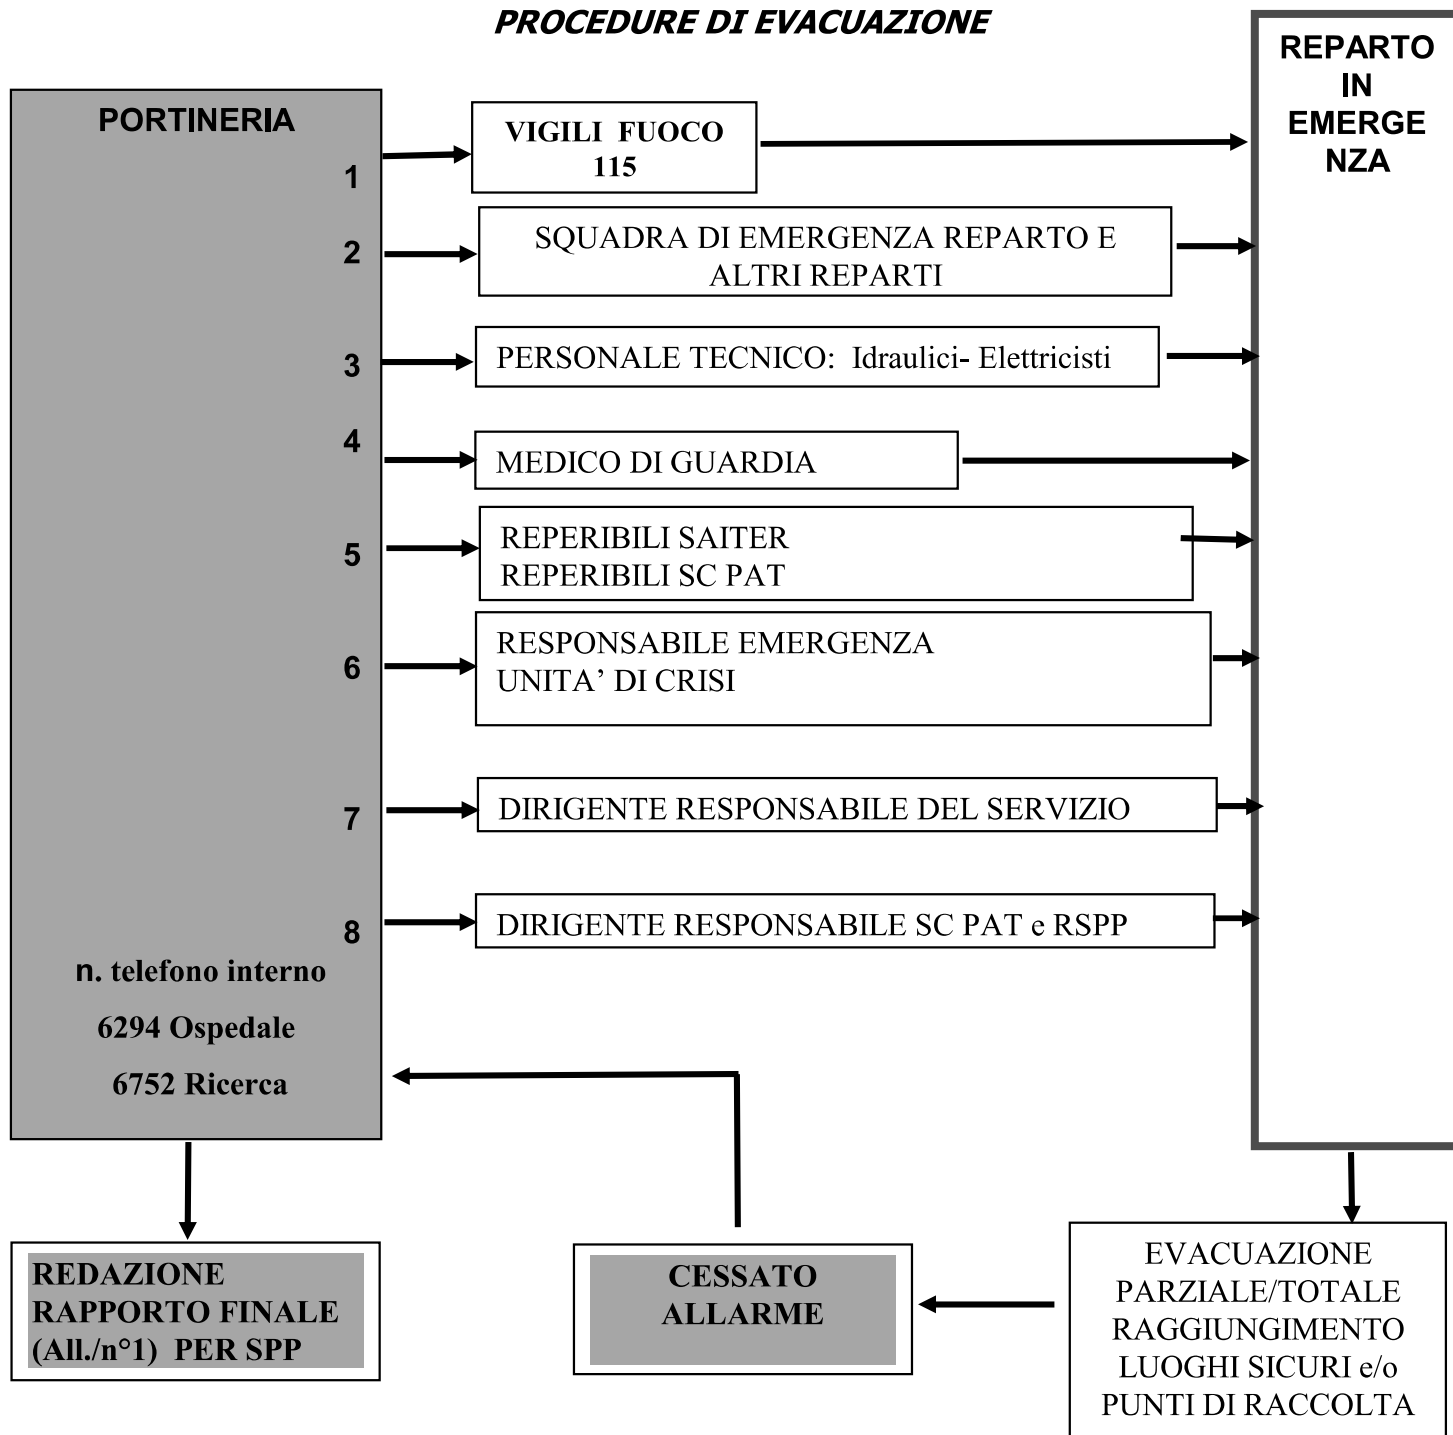 PROCEDURE DI EVACUAZIONE
PORTINERIA
1
2
3
4
5
6
7
8
n. telefono interno
6294 Ospedale
6752 Ricerca
VIGILI FUOCO
115
SQUADRA DI EMERGENZA REPARTO E
ALTRI REPARTI
PERSONALE TECNICO: Idraulici- Elettricisti
MEDICO DI GUARDIA
REPERIBILI SAITER
REPERIBILI SC PAT
RESPONSABILE EMERGENZA
UNITA’ DI CRISI
DIRIGENTE RESPONSABILE DEL SERVIZIO
DIRIGENTE RESPONSABILE SC PAT e RSPP
REPARTO
IN
EMERGE
NZA
EVACUAZIONE
PARZIALE/TOTALE
RAGGIUNGIMENTO
LUOGHI SICURI e/o
PUNTI DI RACCOLTA
CESSATO
ALLARME
REDAZIONE
RAPPORTO FINALE
(All./n°1) PER SPP